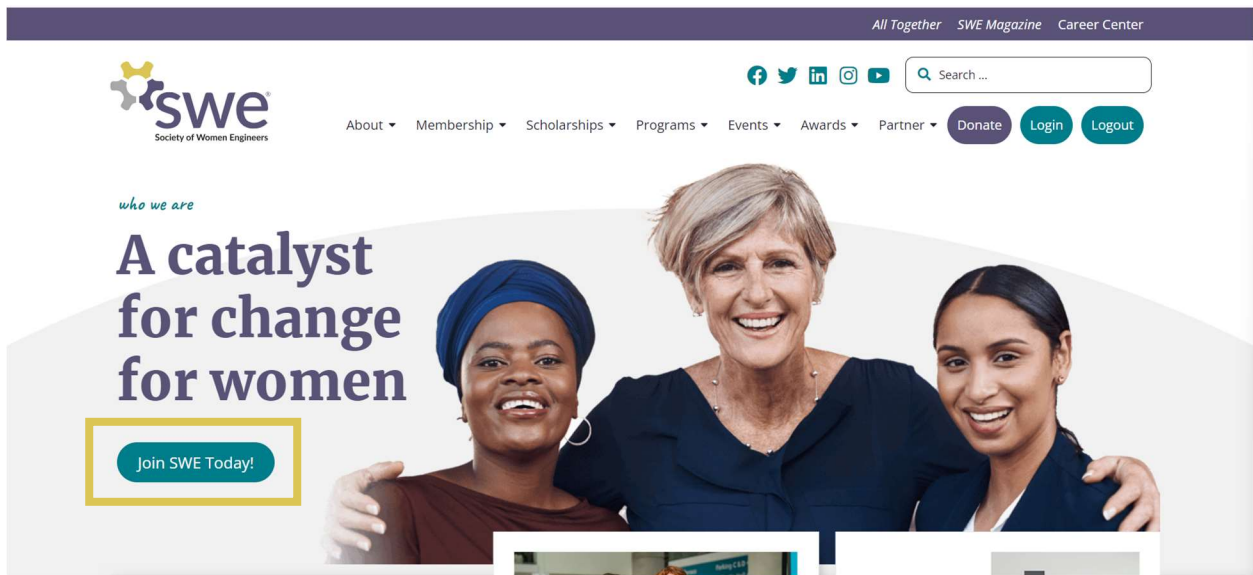 All Together SWE Magazine Career Center
swe®
Society of Women Engineers
Search ...
About Membership Scholarships Programs Events Awards Partner Donate Login Logout
who we are
A catalyst
for change
for women
Join SWE Today!